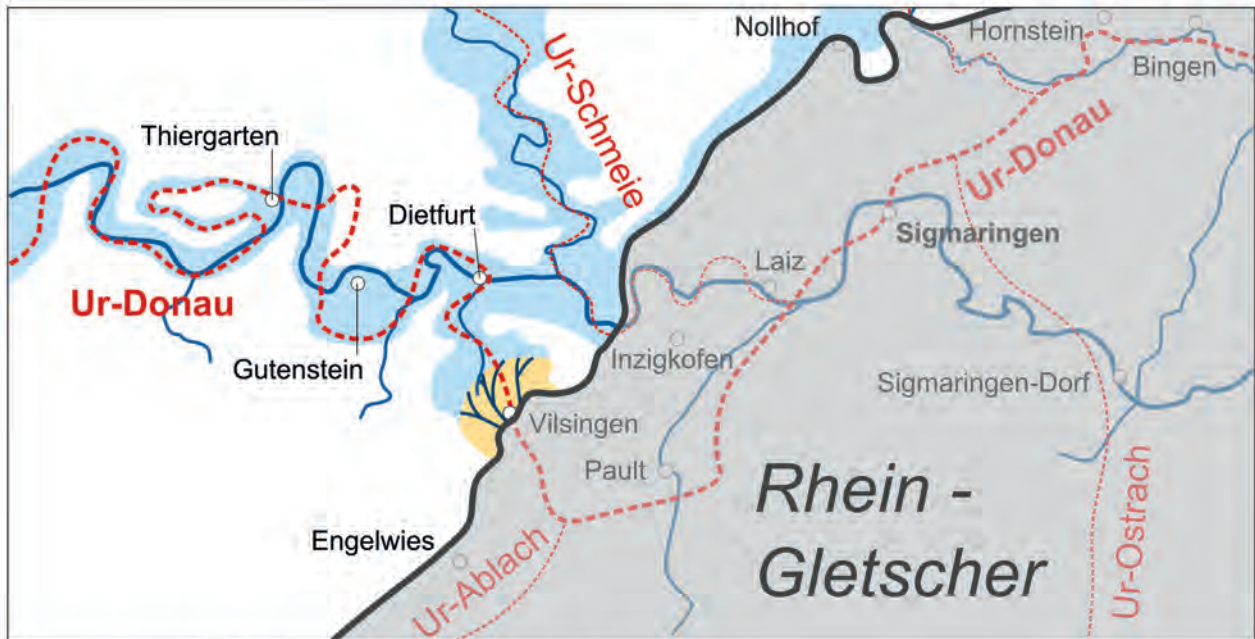 Nollhof
Hornstein
Bingen
Ur-Schmeie
Thiergarten
Ur-Donau
Dietfurt
Sigmaringen
Laiz
Ur-Donau
Gutenstein
Inzigkofen
Sigmaringen-Dorf
Vilsingen
Pault
Rhein -
Gletscher
Engelwies
Ur-Ablach
Ur-Ostrach